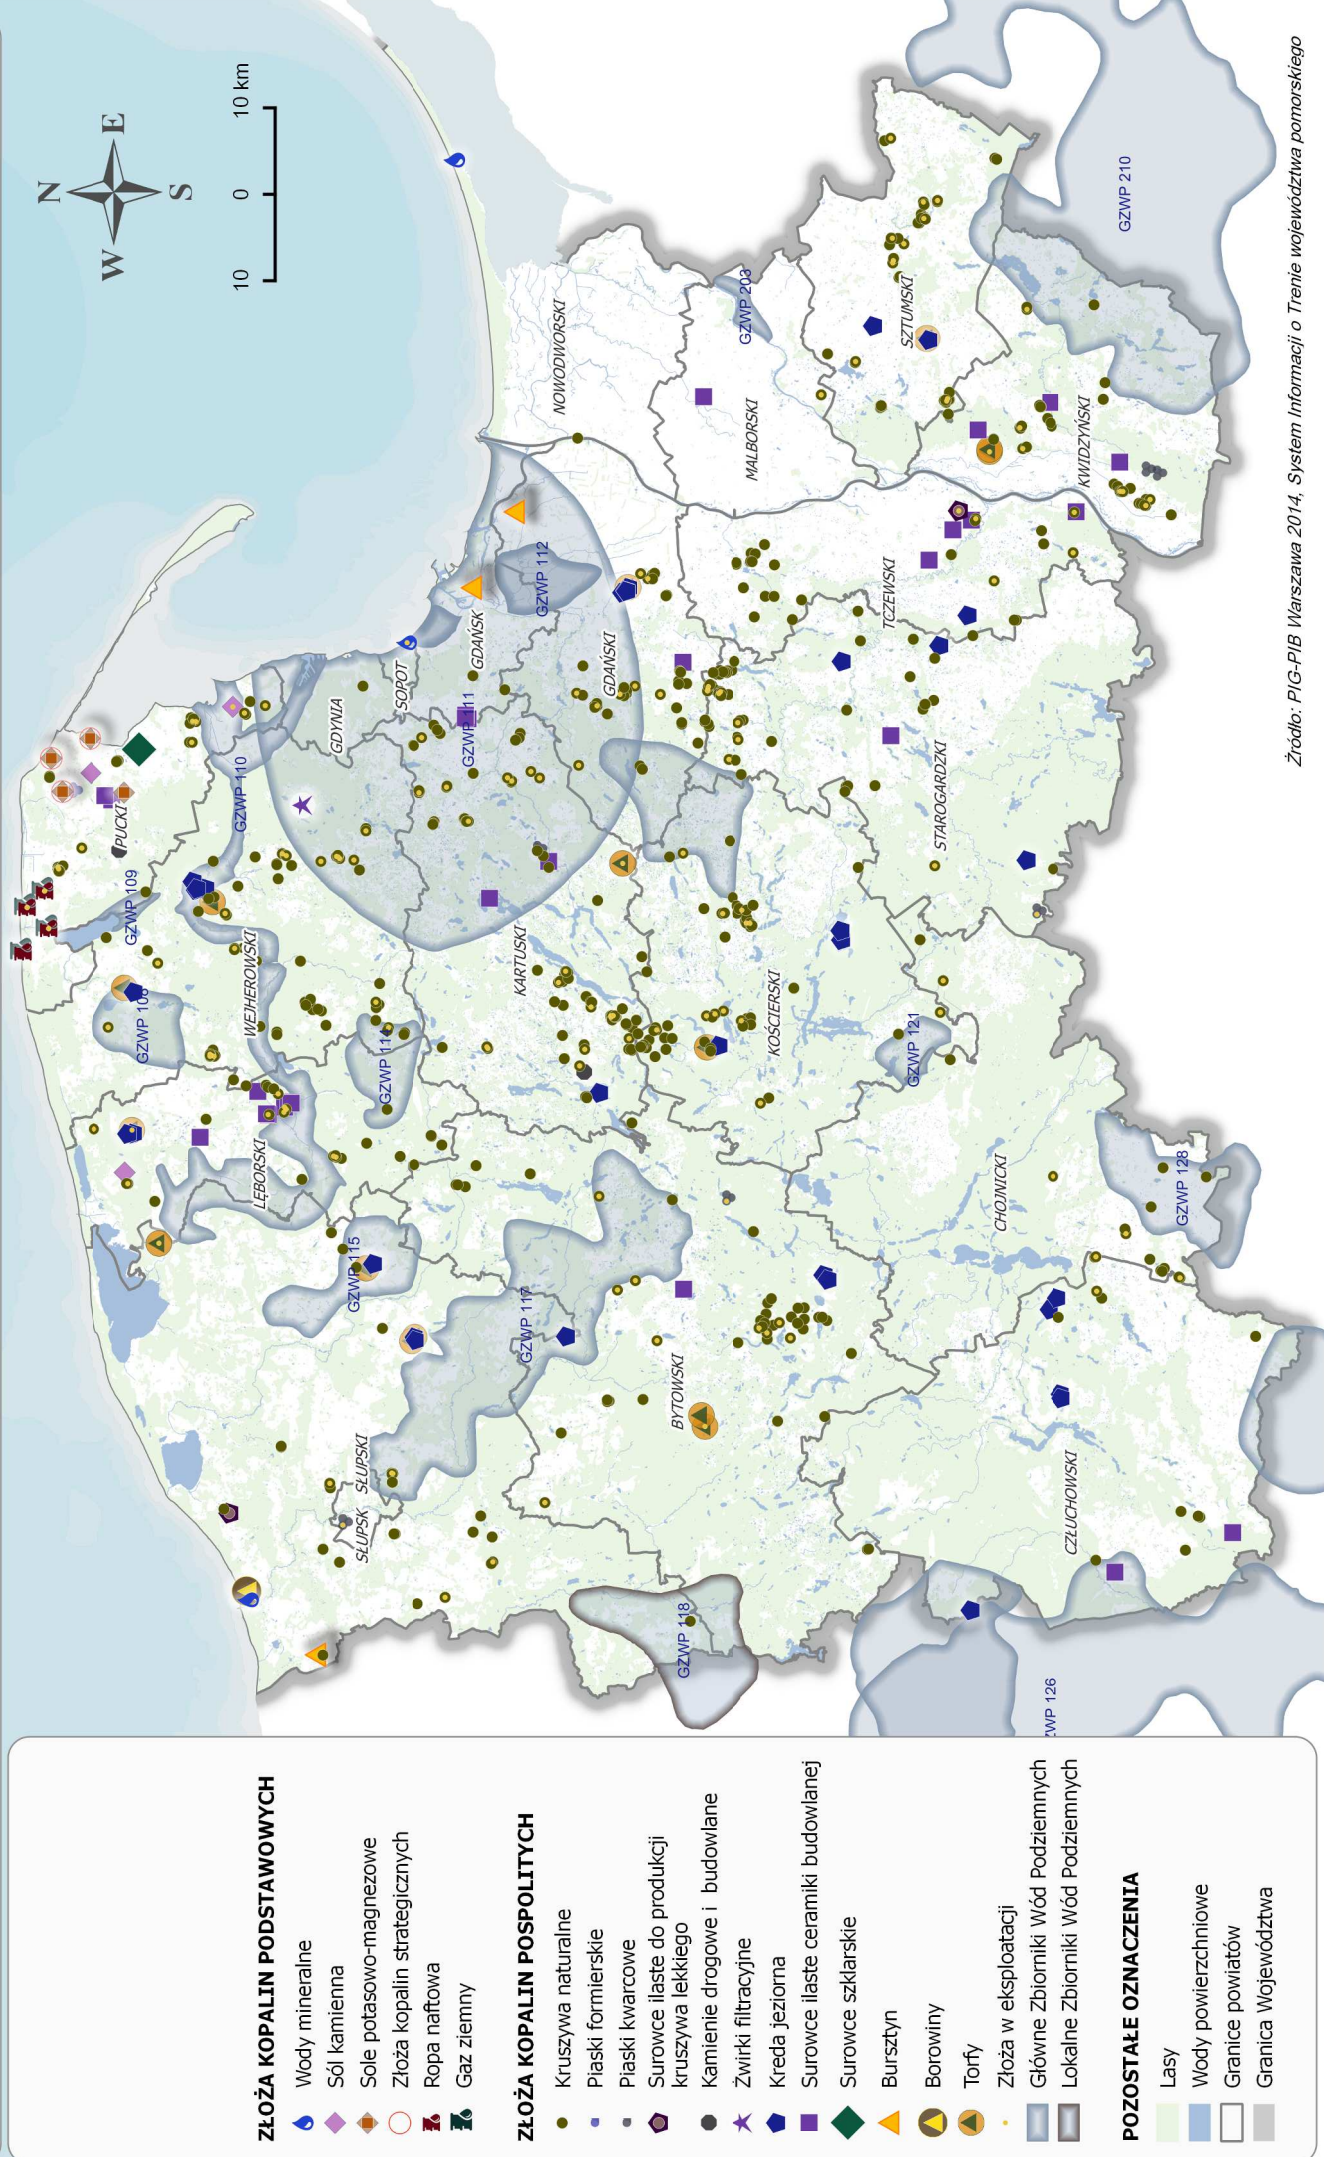 N
W
E
S
10
0
10 km
PUCKI
GZWP 109
GZWP 110
GDYNIA
SOPOT
GDAŃSK
GZWP 111
GZWP 112
GDAŃSKI
WEJHEROWSKI
LĘBORSKI
GZWP 115
GZWP 117
SŁUPSK
SŁUPSKI
KARTUSKI
NOWODWORSKI
MALBORSKI
GZWP 203
SZTUMSKI
KWIDZYŃSKI
GZWP 210
TCZEWSKI
STAROGARDZKI
KOŚCIERSKI
GZWP 121
BYTOWSKI
GZWP 118
CHOJNICKI
GZWP 128
CZŁUCHOWSKI
ZWP 126
ZŁOŻA KOPALIN PODSTAWOWYCH
Wody mineralne
Sól kamienna
Sole potasowo-magnezowe
Złoża kopalin strategicznych
Ropa naftowa
Gaz ziemny
ZŁOŻA KOPALIN POSPOLITYCH
Kruszywa naturalne
Piaski formierskie
Piaski kwarcowe
Surowce ilaste do produkcji
kruszywa lekkiego
Kamienie drogowe i budowlane
Żwirki filtracyjne
Kreda jeziorna
Surowce ilaste ceramiki budowlanej
Surowce szklarskie
Bursztyn
Borowiny
Torfy
Złoża w eksploatacji
Główne Zbiorniki Wód Podziemnych
Lokalne Zbiorniki Wód Podziemnych
POZOSTAŁE OZNACZENIA
Lasy
Wody powierzchniowe
Granice powiatów
Granica Województwa
Źródło: PIG-PIB Warszawa 2014, System Informacji o Trenie województwa pomorskiego